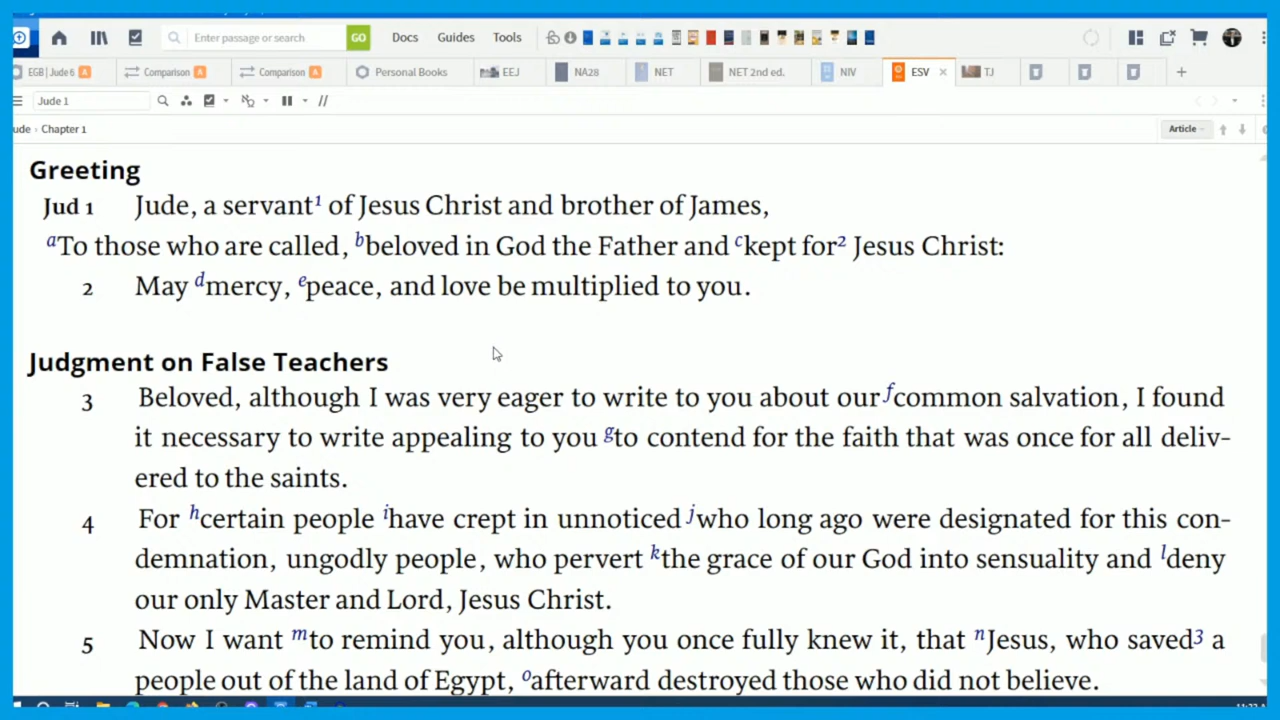 Enter passage or search GO Docs Guides Tools
EGB | Jude 6 A Comparison A Comparison A Personal Books EEJ NA28 NET NET 2nd ed. NIV ESV × TJ +
Jude 1 //
ude › Chapter 1 Article
Greeting
Jud 1 Jude, a servant1 of Jesus Christ and brother of James,
aTo those who are called, bbeloved in God the Father and ckept for2 Jesus Christ:
2 May dmercy, epeace, and love be multiplied to you.
Judgment on False Teachers
3 Beloved, although I was very eager to write to you about our fcommon salvation, I found
it necessary to write appealing to you gto contend for the faith that was once for all deliv-
ered to the saints.
4 For hcertain people ihave crept in unnoticed jwho long ago were designated for this con-
demnation, ungodly people, who pervert kthe grace of our God into sensuality and ldeny
our only Master and Lord, Jesus Christ.
5 Now I want mto remind you, although you once fully knew it, that nJesus, who saved3 a
people out of the land of Egypt, oafterward destroyed those who did not believe.